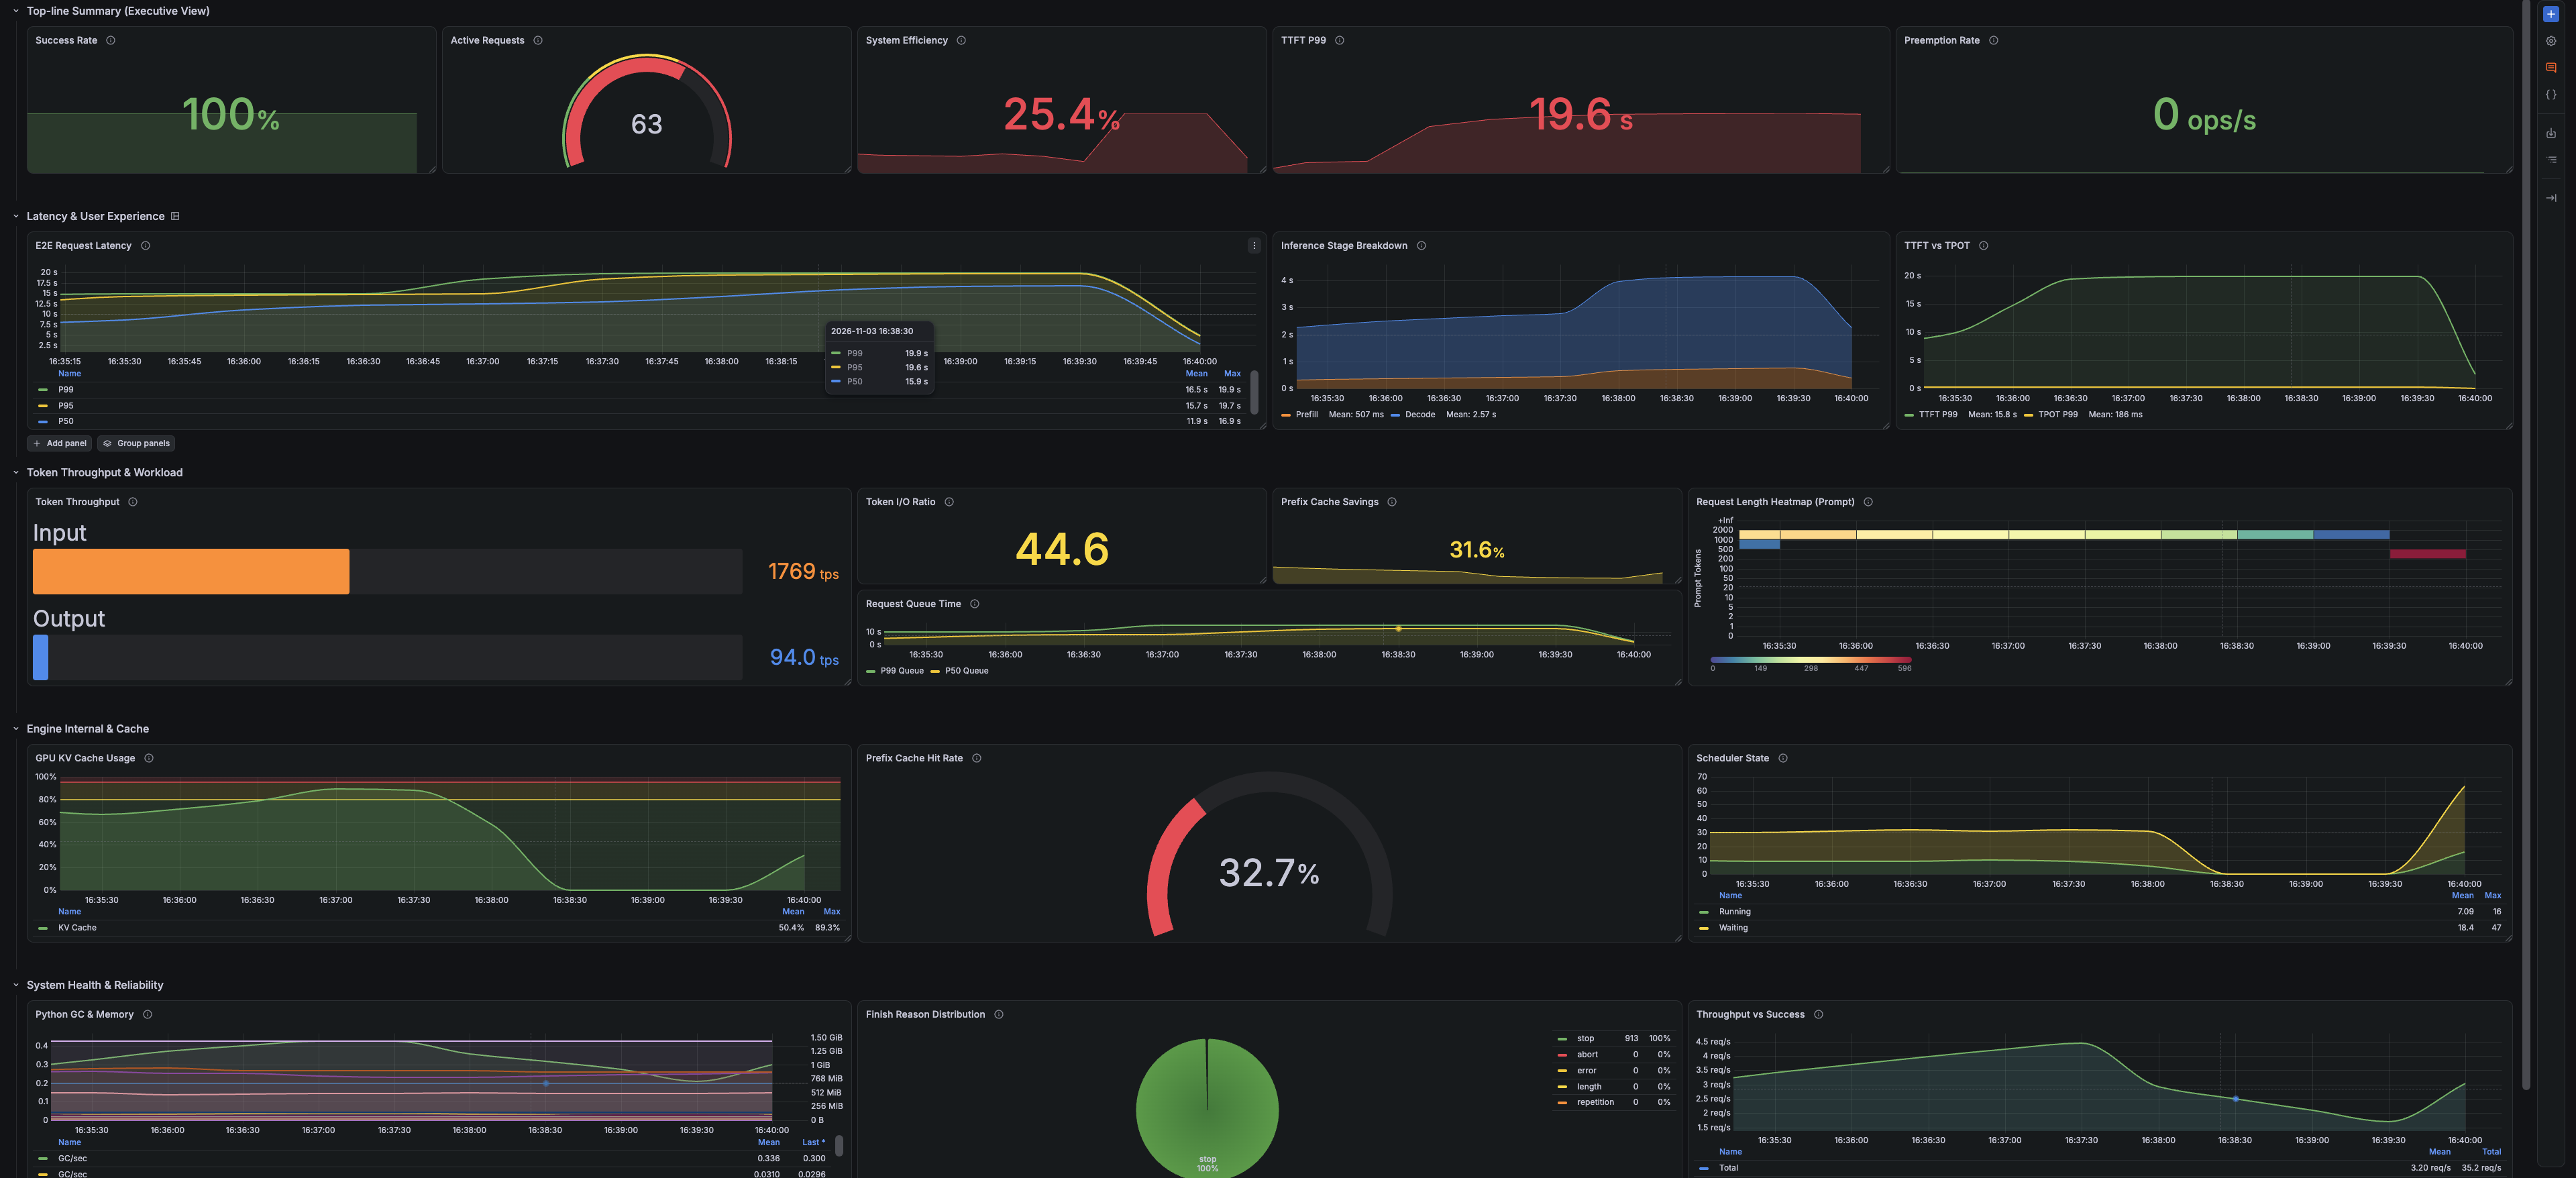 Top-line Summary (Executive View)
Success Rate
100%
Active Requests
63
System Efficiency
25.4%
TTFT P99
19.6 s
Preemption Rate
0 ops/s
Latency & User Experience
E2E Request Latency
20 s
17.5 s
15 s
12.5 s
10 s
7.5 s
5 s
2.5 s
16:35:15 16:35:30 16:35:45 16:36:00 16:36:15 16:36:30 16:36:45 16:37:00 16:37:15 16:37:30 16:37:45 16:38:00 16:38:15 16:39:00 16:39:15 16:39:30 16:39:45 16:40:00
2026-11-03 16:38:30
P99 19.9 s
P95 19.6 s
P50 15.9 s
Name Mean Max
P99 16.5 s 19.9 s
P95 15.7 s 19.7 s
P50 11.9 s 16.9 s
Inference Stage Breakdown
4 s
3 s
2 s
1 s
0 s
16:35:30 16:36:00 16:36:30 16:37:00 16:37:30 16:38:00 16:38:30 16:39:00 16:39:30 16:40:00
Prefill Mean: 507 ms Decode Mean: 2.57 s
TTFT vs TPOT
20 s
15 s
10 s
5 s
0 s
16:35:30 16:36:00 16:36:30 16:37:00 16:37:30 16:38:00 16:38:30 16:39:00 16:39:30 16:40:00
TTFT P99 Mean: 15.8 s TPOT P99 Mean: 186 ms
Add panel Group panels
Token Throughput & Workload
Token Throughput
Input
1769 tps
Output
94.0 tps
Token I/O Ratio
44.6
Prefix Cache Savings
31.6%
Request Queue Time
10 s
0 s
16:35:30 16:36:00 16:36:30 16:37:00 16:37:30 16:38:00 16:38:30 16:39:00 16:39:30 16:40:00
P99 Queue P50 Queue
Request Length Heatmap (Prompt)
Prompt Tokens
+Inf
2000
1000
500
200
100
50
20
10
5
2
1
0
16:35:30 16:36:00 16:36:30 16:37:00 16:37:30 16:38:00 16:38:30 16:39:00 16:39:30 16:40:00
0 149 298 447 596
Engine Internal & Cache
GPU KV Cache Usage
100%
80%
60%
40%
20%
0%
16:35:30 16:36:00 16:36:30 16:37:00 16:37:30 16:38:00 16:38:30 16:39:00 16:39:30 16:40:00
Name Mean Max
KV Cache 50.4% 89.3%
Prefix Cache Hit Rate
32.7%
Scheduler State
70
60
50
40
30
20
10
0
16:35:30 16:36:00 16:36:30 16:37:00 16:37:30 16:38:00 16:38:30 16:39:00 16:39:30 16:40:00
Name Mean Max
Running 7.09 16
Waiting 18.4 47
System Health & Reliability
Python GC & Memory
0.4
0.3
0.2
0.1
0
1.50 GiB
1.25 GiB
1 GiB
768 MiB
512 MiB
256 MiB
0 B
16:35:30 16:36:00 16:36:30 16:37:00 16:37:30 16:38:00 16:38:30 16:39:00 16:39:30 16:40:00
Name Mean Last *
GC/sec 0.336 0.300
GC/sec 0.0310 0.0296
Finish Reason Distribution
stop
100%
stop 913 100%
abort 0 0%
error 0 0%
length 0 0%
repetition 0 0%
Throughput vs Success
4.5 req/s
4 req/s
3.5 req/s
3 req/s
2.5 req/s
2 req/s
1.5 req/s
16:35:30 16:36:00 16:36:30 16:37:00 16:37:30 16:38:00 16:38:30 16:39:00 16:39:30 16:40:00
Name Mean Total
Total 3.20 req/s 35.2 req/s